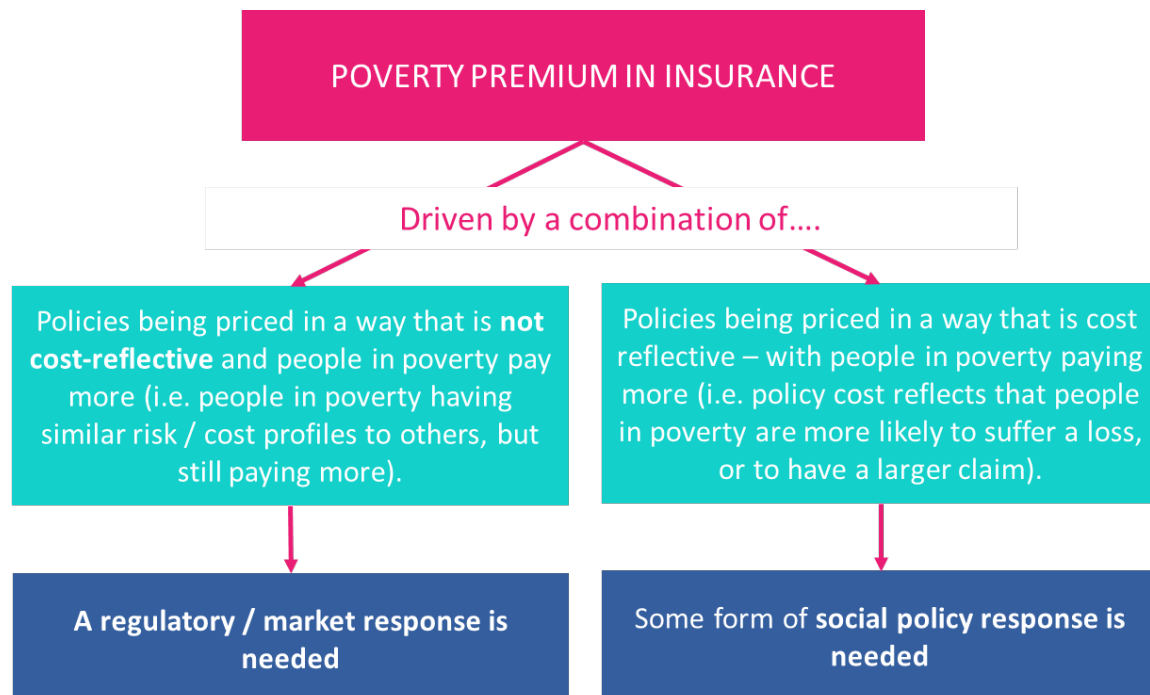 POVERTY PREMIUM IN INSURANCE
Driven by a combination of....
Policies being priced in a way that is not
cost-reflective and people in poverty pay
more (i.e. people in poverty having
similar risk / cost profiles to others, but
still paying more).
Policies being priced in a way that is cost
reflective – with people in poverty paying
more (i.e. policy cost reflects that people
in poverty are more likely to suffer a loss,
or to have a larger claim).
A regulatory / market response is
needed
Some form of social policy response is
needed